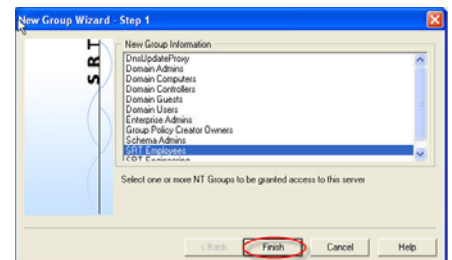 New Group Wizard - Step 1
SRT
New Group Information
DnsUpdateProxy
Domain Admins
Domain Computers
Domain Controllers
Domain Guests
Domain Users
Enterprise Admins
Group Policy Creator Owners
Schema Admins
SRT Employees
SRT Engineering
Select one or more NT Groups to be granted access to this server
< Back
Finish
Cancel
Help